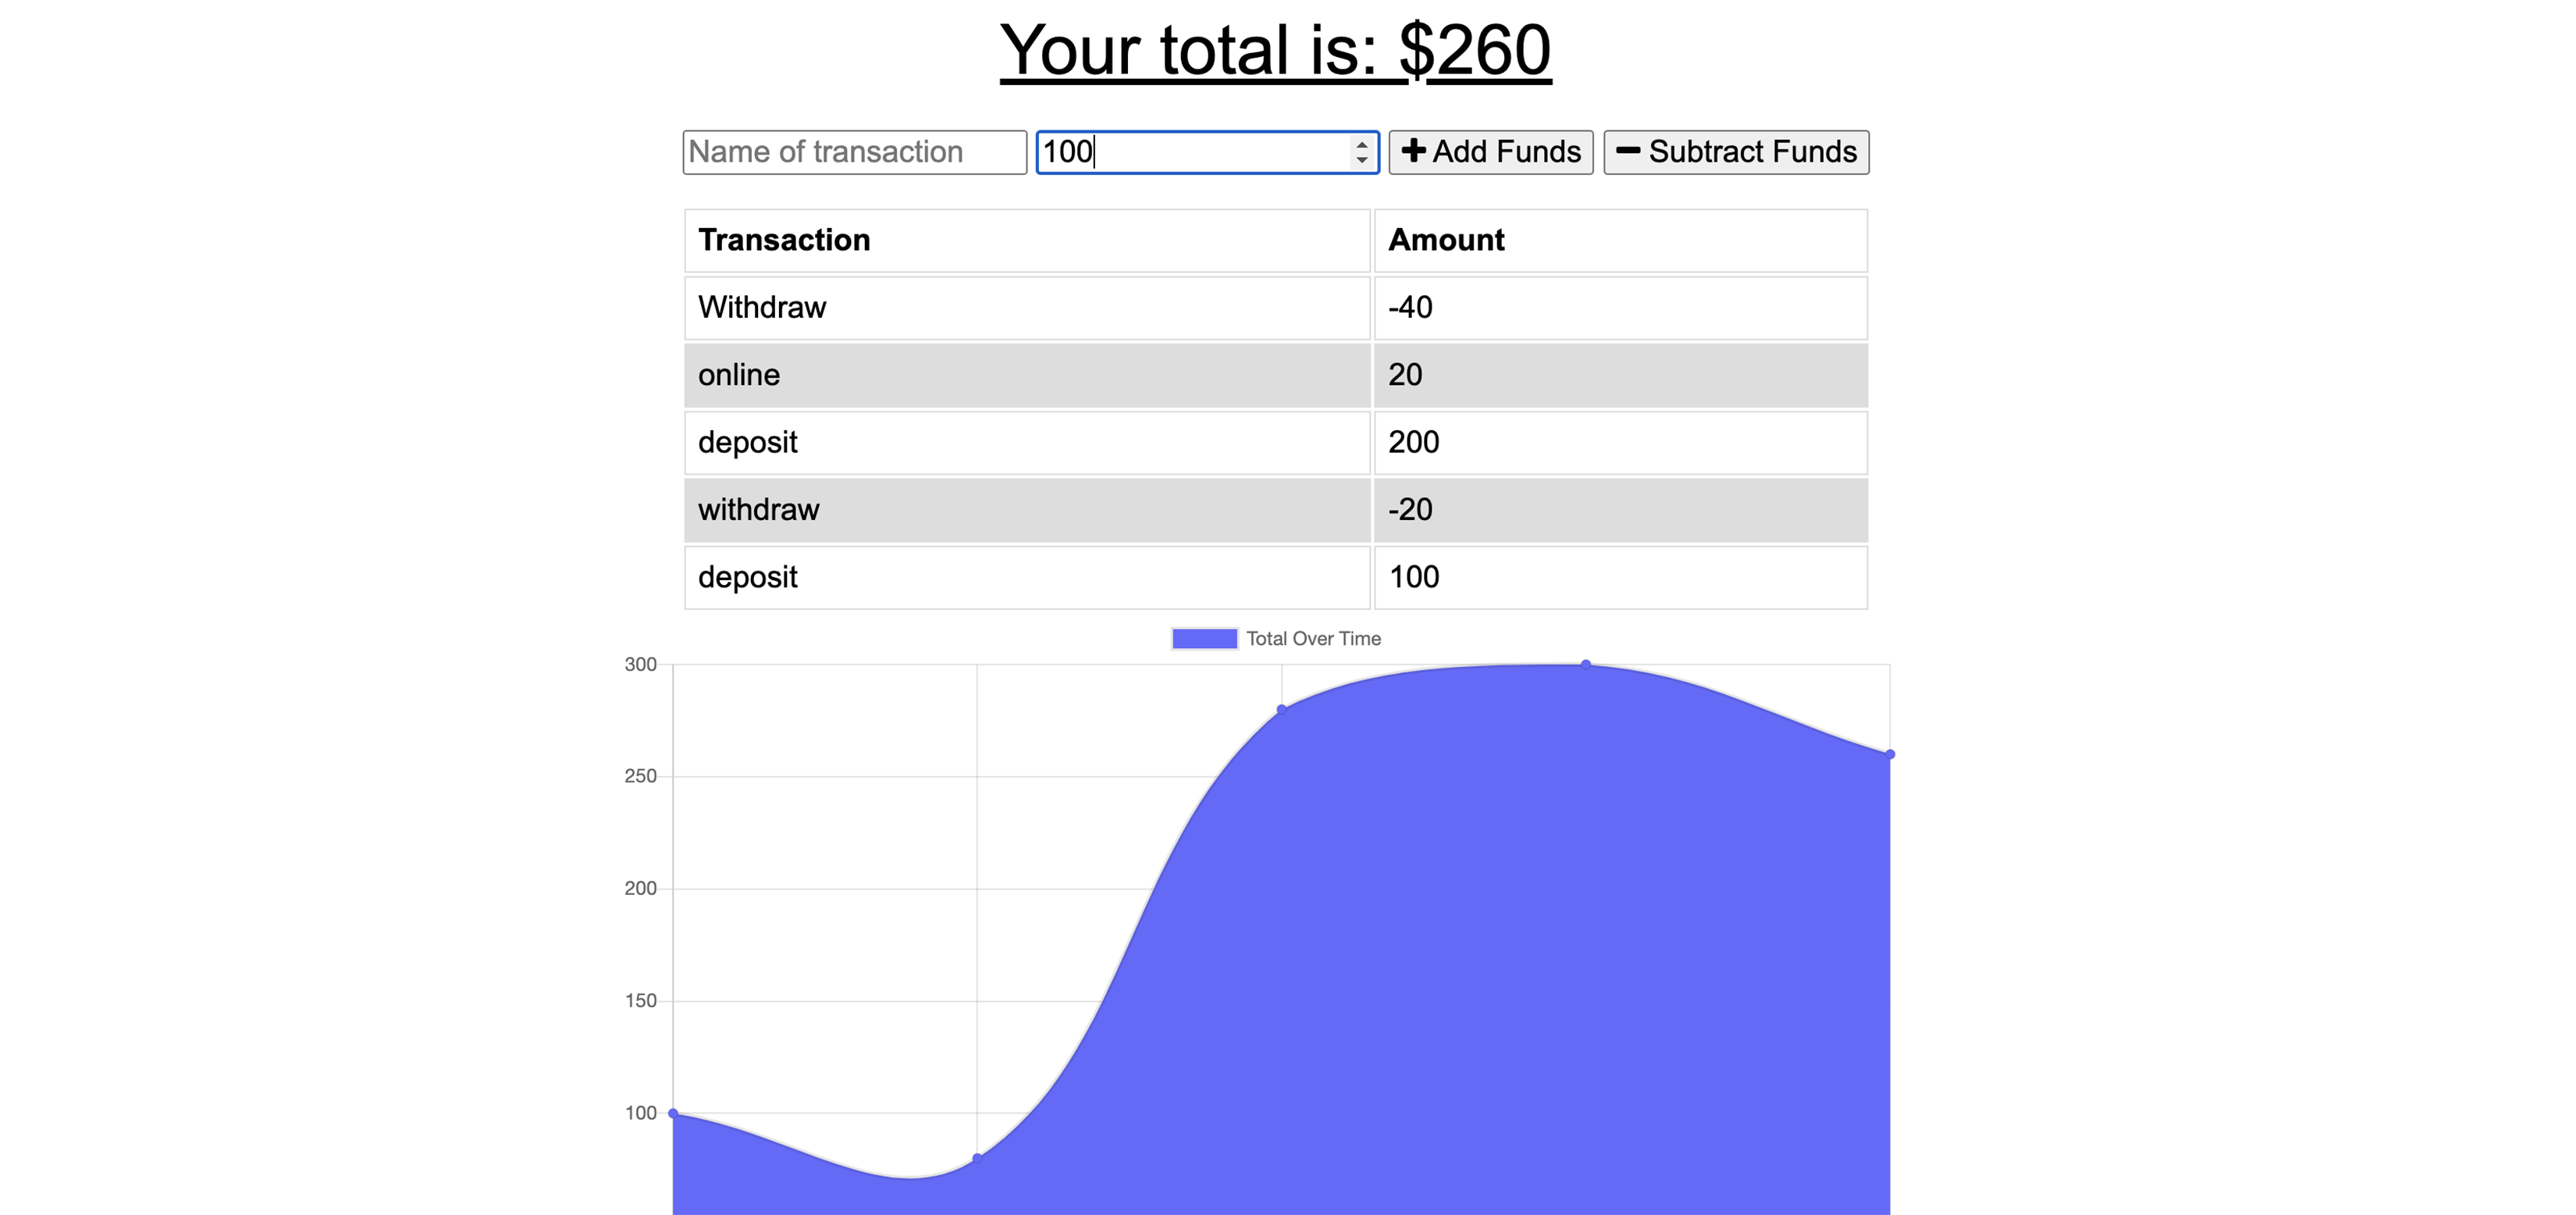 Your total is: $260
Name of transaction 100 Add Funds Subtract Funds
Transaction Amount
Withdraw -40
online 20
deposit 200
withdraw -20
deposit 100
Total Over Time
300
250
200
150
100